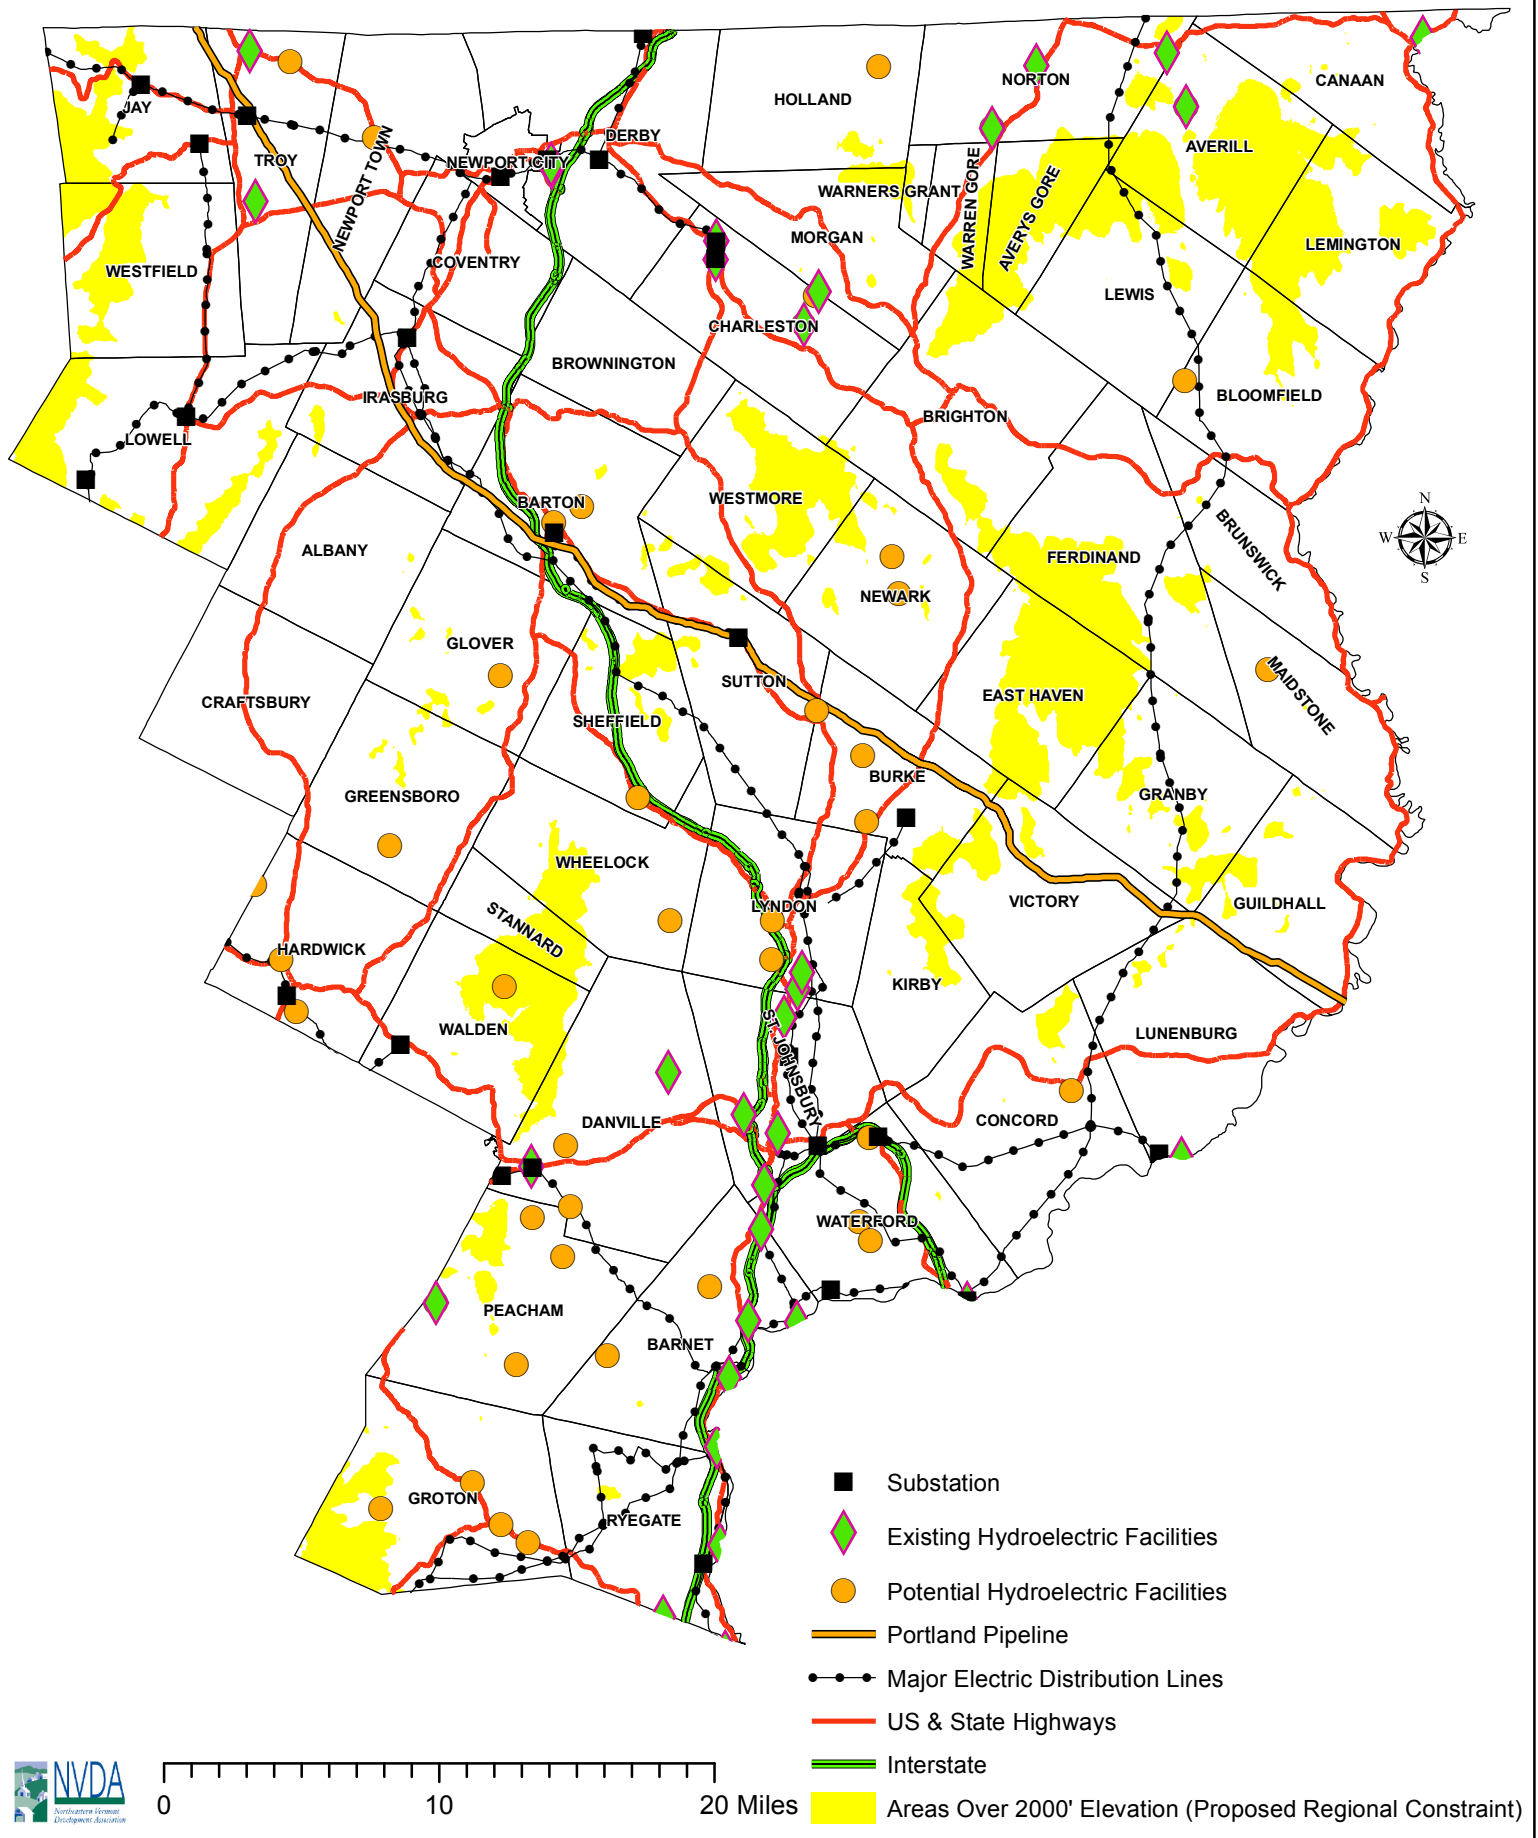 HOLLAND
NORTON
CANAAN
JAY
DERBY
TROY
NEWPORT TOWN
NEWPORT CITY
AVERILL
WARNERS GRANT
WARREN GORE
AVERYS GORE
MORGAN
LEMINGTON
WESTFIELD
COVENTRY
LEWIS
CHARLESTON
BROWNINGTON
IRASBURG
BLOOMFIELD
BRIGHTON
LOWELL
WESTMORE
BARTON
BRUNSWICK
N
W
E
S
ALBANY
FERDINAND
NEWARK
GLOVER
SUTTON
EAST HAVEN
MAIDSTONE
CRAFTSBURY
SHEFFIELD
BURKE
GREENSBORO
GRANBY
WHEELOCK
LYNDON
VICTORY
GUILDHALL
STANNARD
HARDWICK
KIRBY
WALDEN
ST. JOHNSBURY
LUNENBURG
DANVILLE
CONCORD
WATERFORD
PEACHAM
BARNET
GROTON
RYEGATE
Substation
Existing Hydroelectric Facilities
Potential Hydroelectric Facilities
Portland Pipeline
Major Electric Distribution Lines
US & State Highways
Interstate
Areas Over 2000' Elevation (Proposed Regional Constraint)
NVDA
Northeastern Vermont
Development Association
0 10 20 Miles